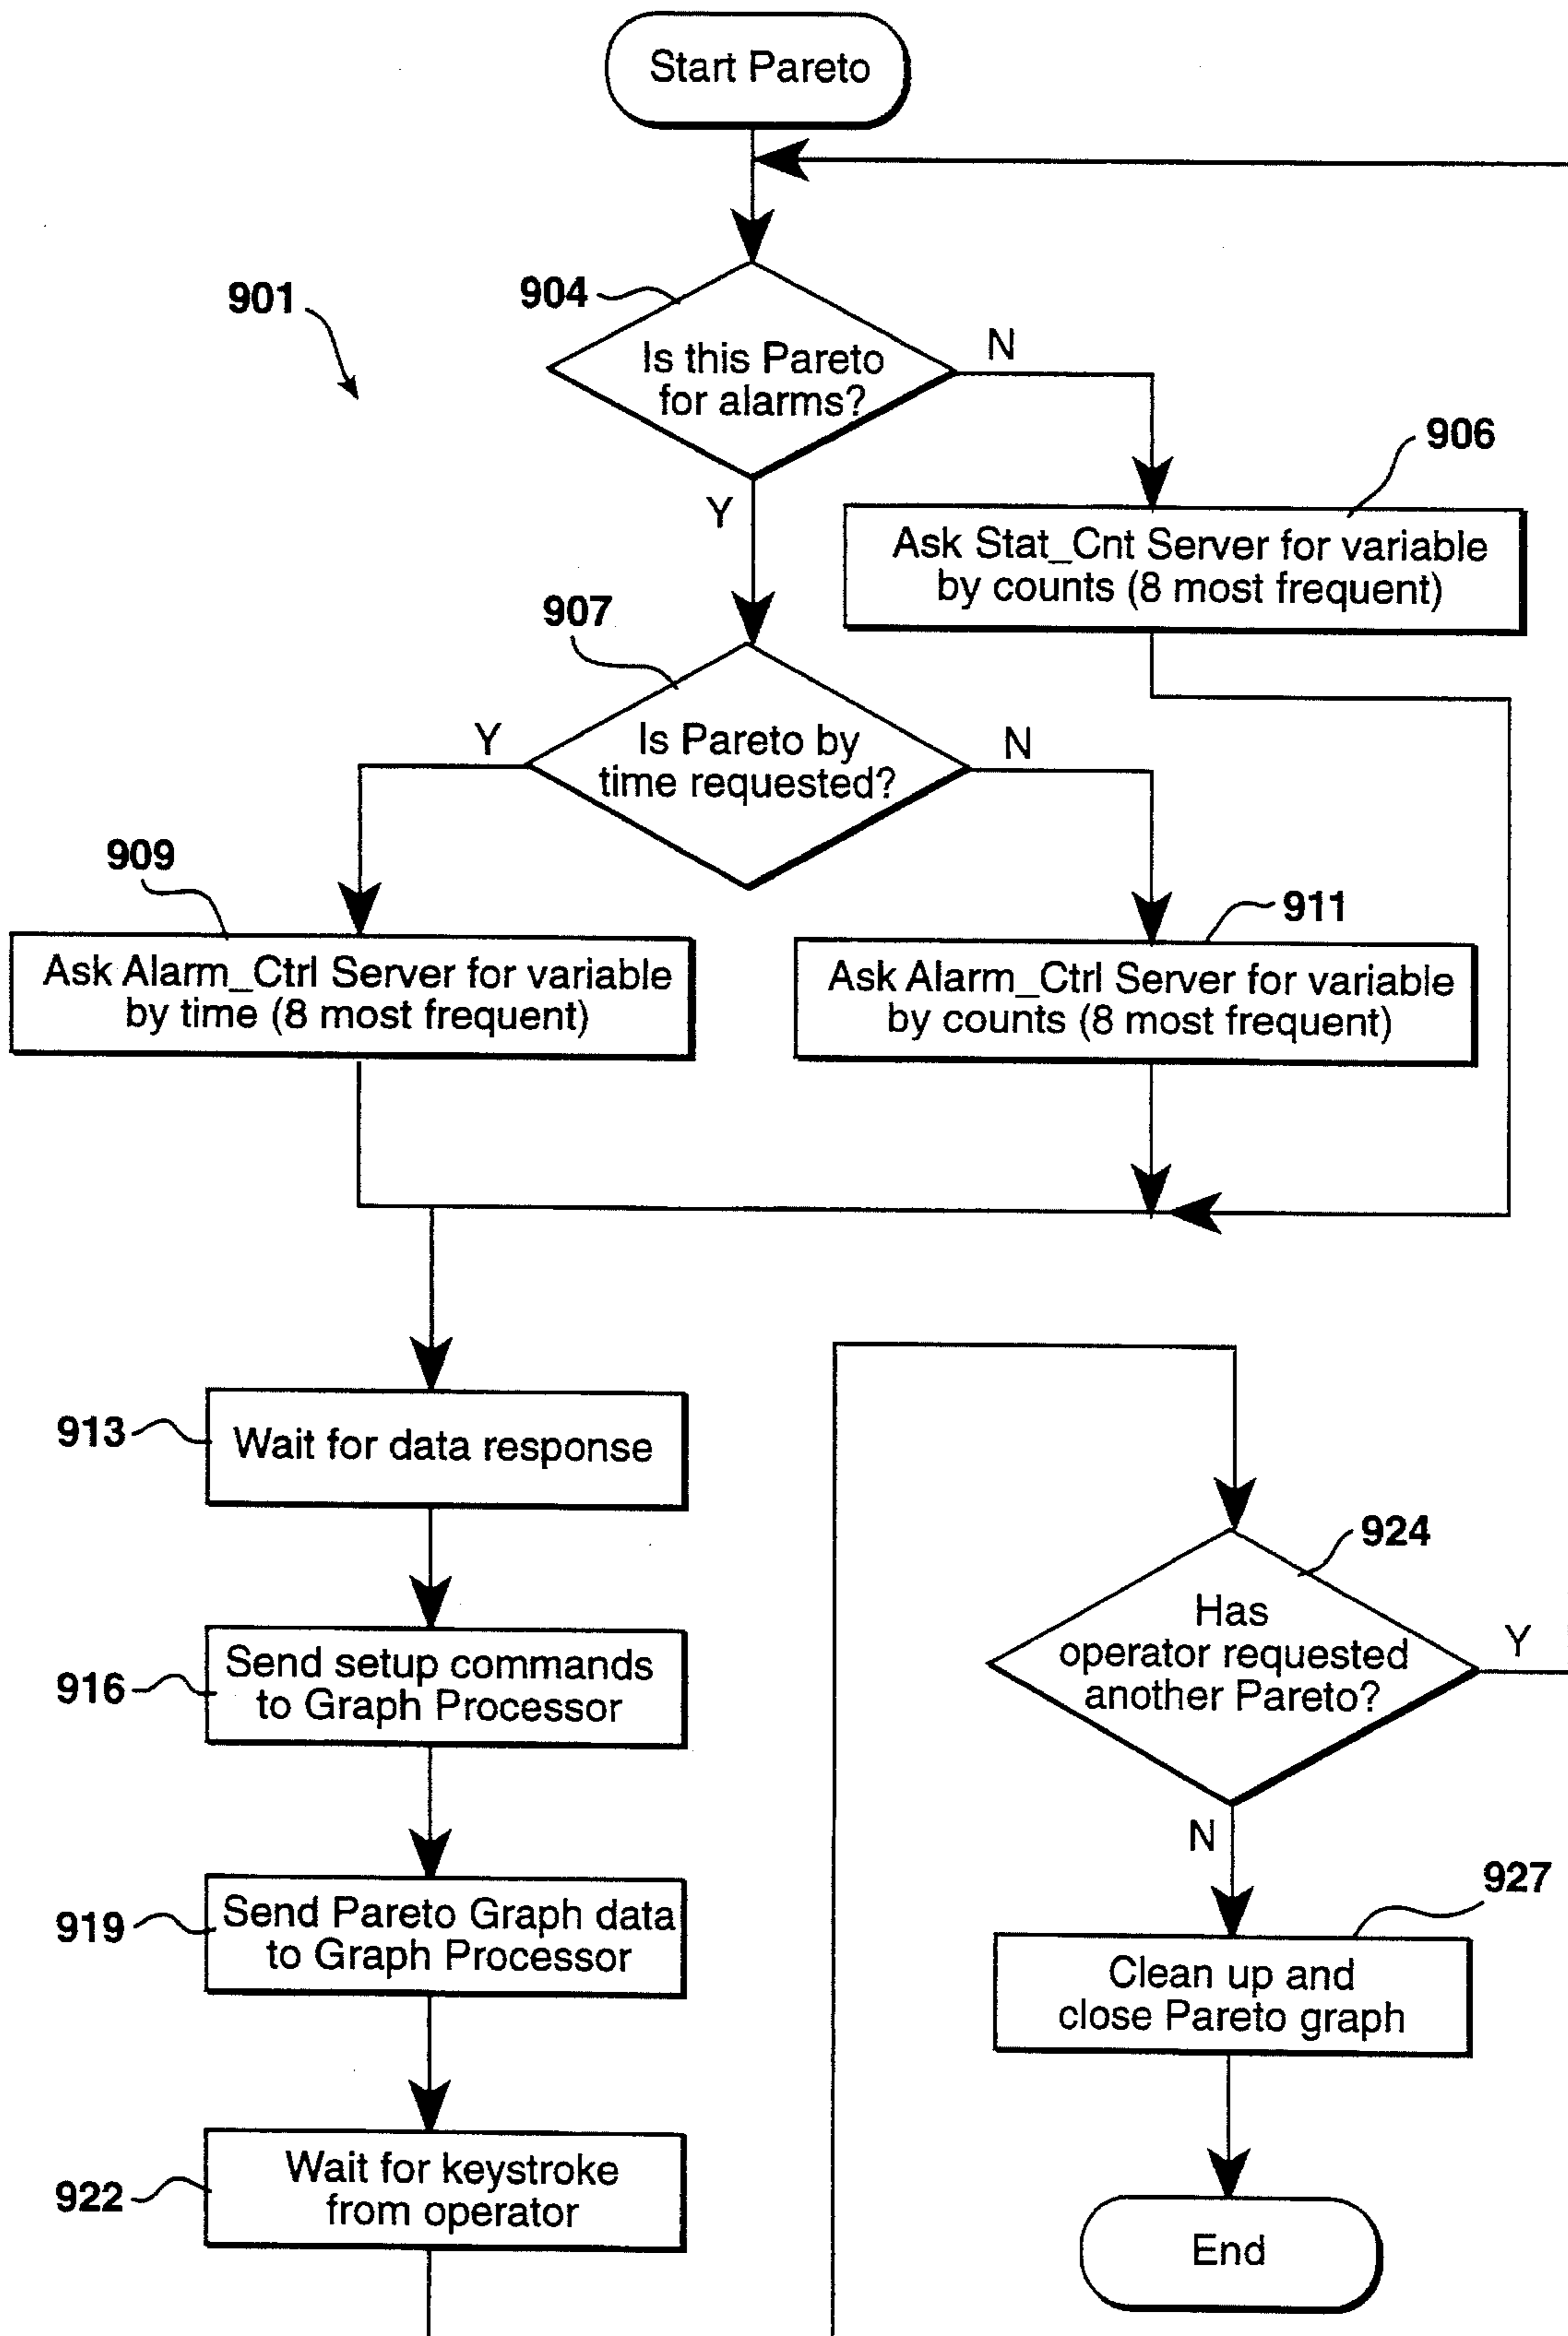 Start Pareto
901
904
Is this Pareto
for alarms?
N
Y
906
Ask Stat_Cnt Server for variable
by counts (8 most frequent)
907
Is Pareto by
time requested?
Y
N
909
Ask Alarm_Ctrl Server for variable
by time (8 most frequent)
911
Ask Alarm_Ctrl Server for variable
by counts (8 most frequent)
913
Wait for data response
916
Send setup commands
to Graph Processor
919
Send Pareto Graph data
to Graph Processor
922
Wait for keystroke
from operator
924
Has
operator requested
another Pareto?
Y
N
927
Clean up and
close Pareto graph
End